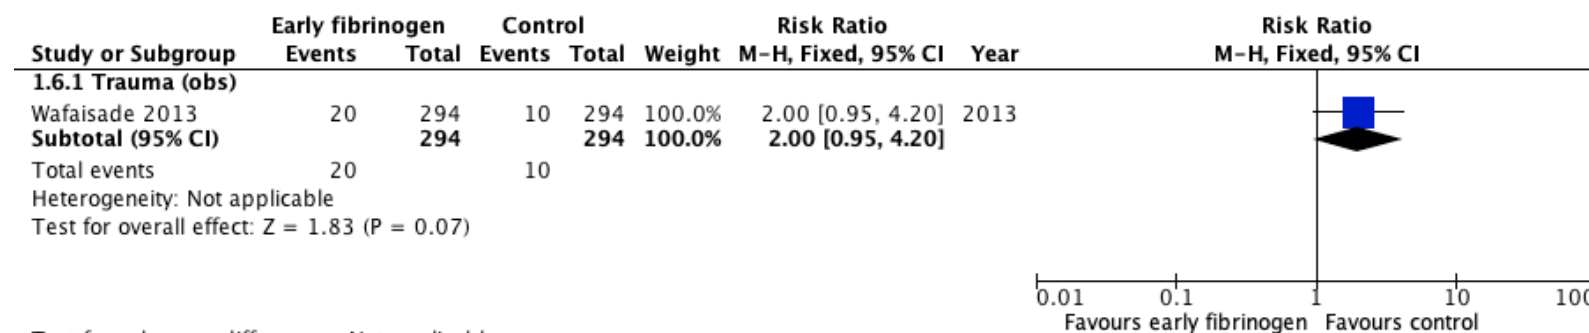 Early fibrinogen Control Risk Ratio Risk Ratio
Study or Subgroup Events Total Events Total Weight M-H, Fixed, 95% CI Year M-H, Fixed, 95% CI
1.6.1 Trauma (obs)
Wafaisade 2013 20 294 10 294 100.0% 2.00 [0.95, 4.20] 2013
Subtotal (95% CI) 294 294 100.0% 2.00 [0.95, 4.20]
Total events 20 10
Heterogeneity: Not applicable
Test for overall effect: Z = 1.83 (P = 0.07)
0.01 0.1 1 10 100
Favours early fibrinogen Favours control